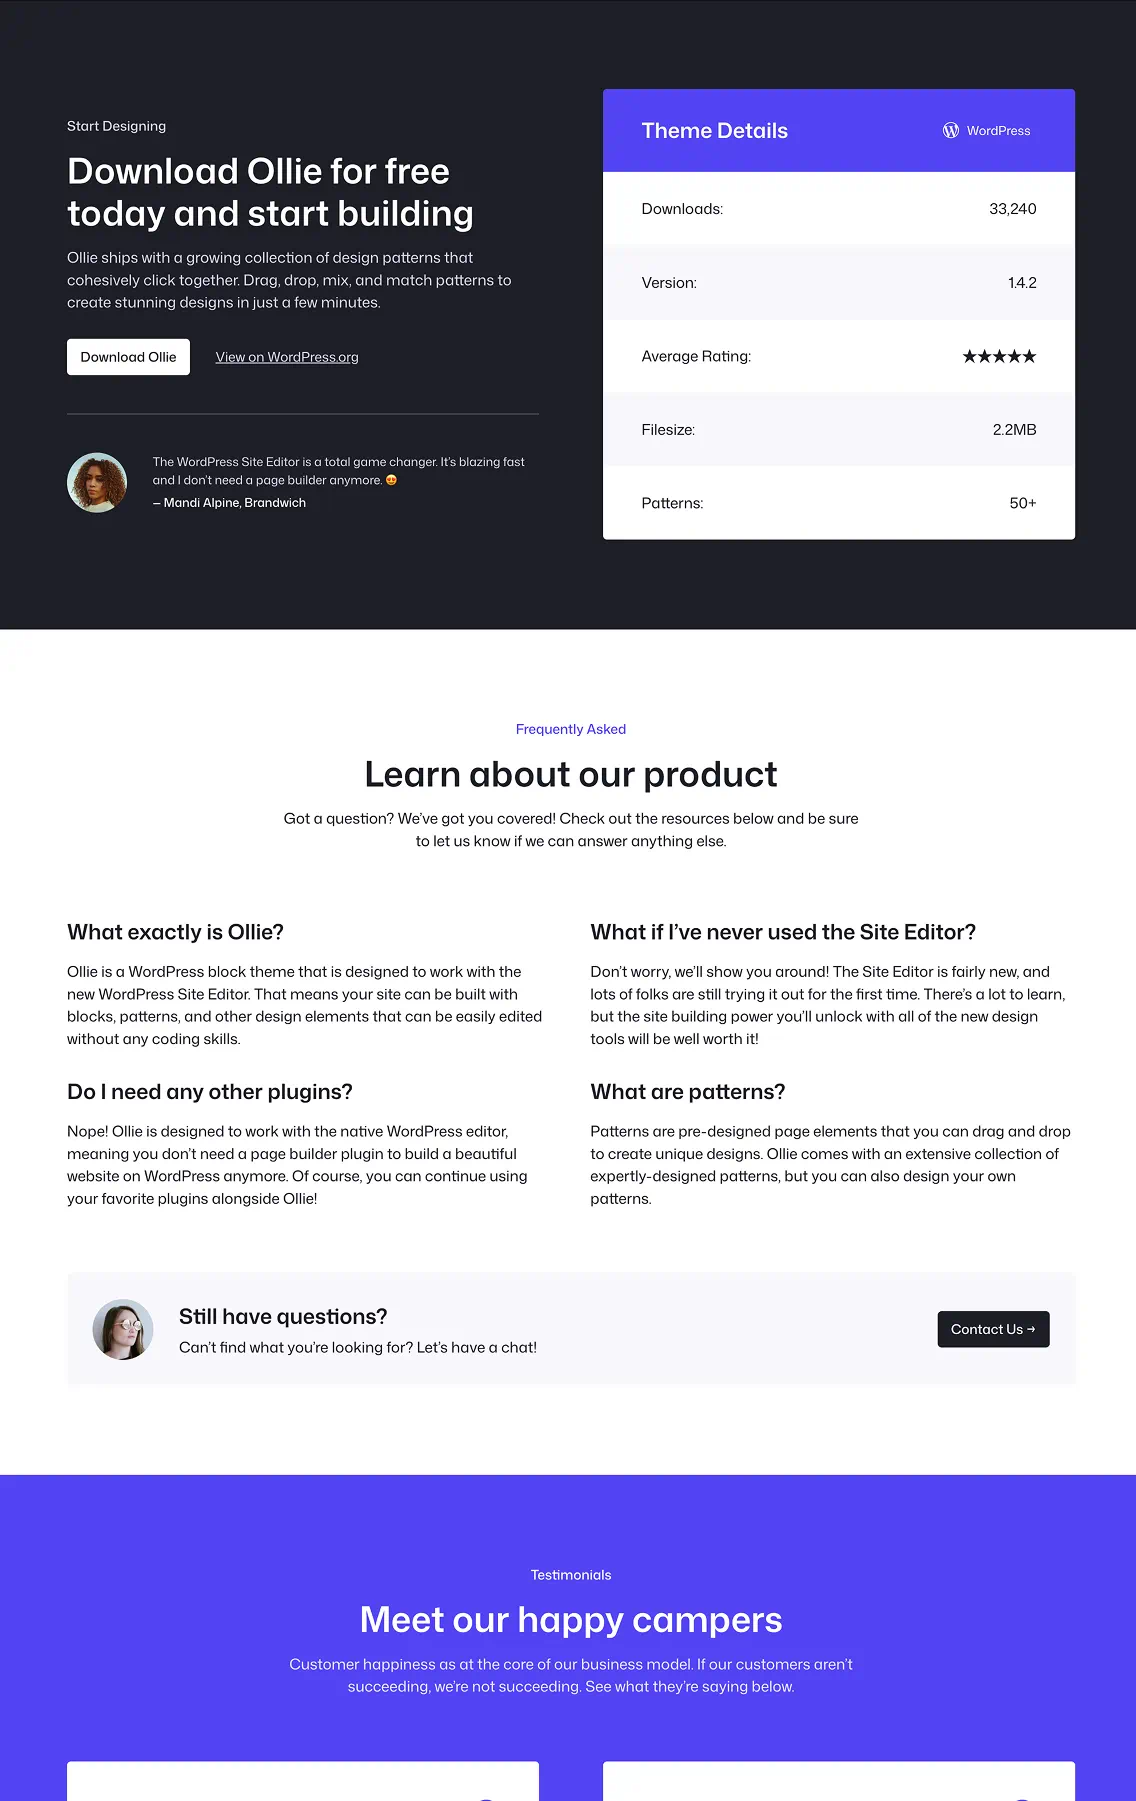 Start Designing
Download Ollie for free
today and start building
Ollie ships with a growing collection of design patterns that
cohesively click together. Drag, drop, mix, and match patterns to
create stunning designs in just a few minutes.
Download Ollie
View on WordPress.org
The WordPress Site Editor is a total game changer. It's blazing fast
and I don't need a page builder anymore. 😍
– Mandi Alpine, Brandwich
Theme Details
WordPress
Downloads: 33,240
Version: 1.4.2
Average Rating: ★★★★★
Filesize: 2.2MB
Patterns: 50+
Frequently Asked
Learn about our product
Got a question? We've got you covered! Check out the resources below and be sure
to let us know if we can answer anything else.
What exactly is Ollie?
Ollie is a WordPress block theme that is designed to work with the
new WordPress Site Editor. That means your site can be built with
blocks, patterns, and other design elements that can be easily edited
without any coding skills.
What if I've never used the Site Editor?
Don't worry, we'll show you around! The Site Editor is fairly new, and
lots of folks are still trying it out for the first time. There's a lot to learn,
but the site building power you'll unlock with all of the new design
tools will be well worth it!
Do I need any other plugins?
Nope! Ollie is designed to work with the native WordPress editor,
meaning you don't need a page builder plugin to build a beautiful
website on WordPress anymore. Of course, you can continue using
your favorite plugins alongside Ollie!
What are patterns?
Patterns are pre-designed page elements that you can drag and drop
to create unique designs. Ollie comes with an extensive collection of
expertly-designed patterns, but you can also design your own
patterns.
Still have questions?
Can't find what you're looking for? Let's have a chat!
Contact Us →
Testimonials
Meet our happy campers
Customer happiness as at the core of our business model. If our customers aren't
succeeding, we're not succeeding. See what they're saying below.